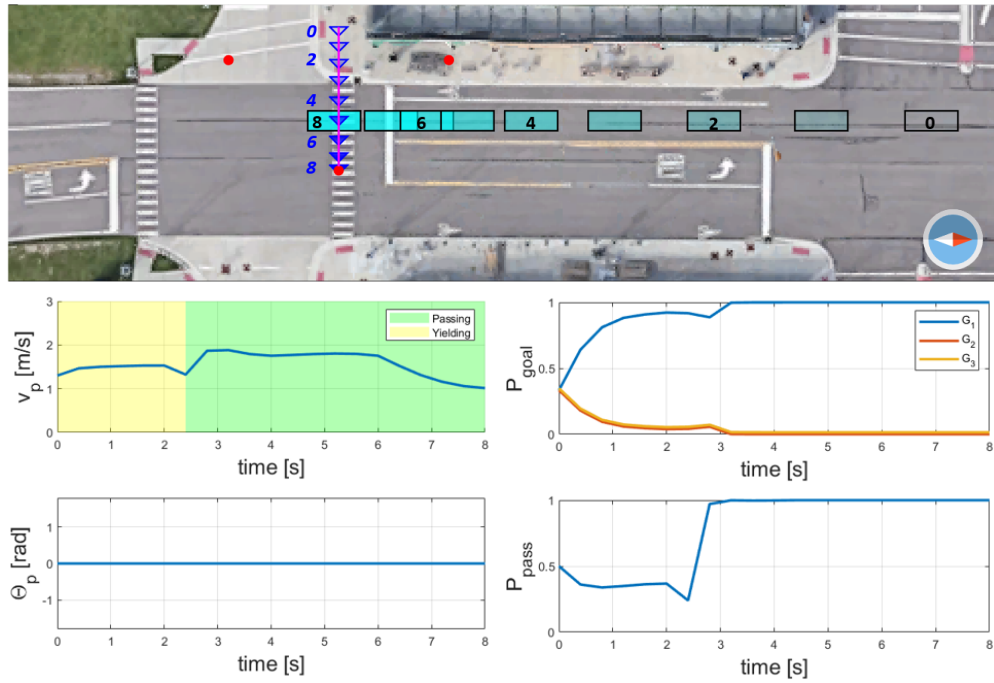 0
2
4
6
8
8 6 4 2 0
3
2
1
0
v_p [m/s]
Passing
Yielding
0 1 2 3 4 5 6 7 8
time [s]
1
0.5
0
P_goal
G_1
G_2
G_3
0 1 2 3 4 5 6 7 8
time [s]
1
0
-1
Θ_p [rad]
0 1 2 3 4 5 6 7 8
time [s]
1
0.5
0
P_pass
0 1 2 3 4 5 6 7 8
time [s]